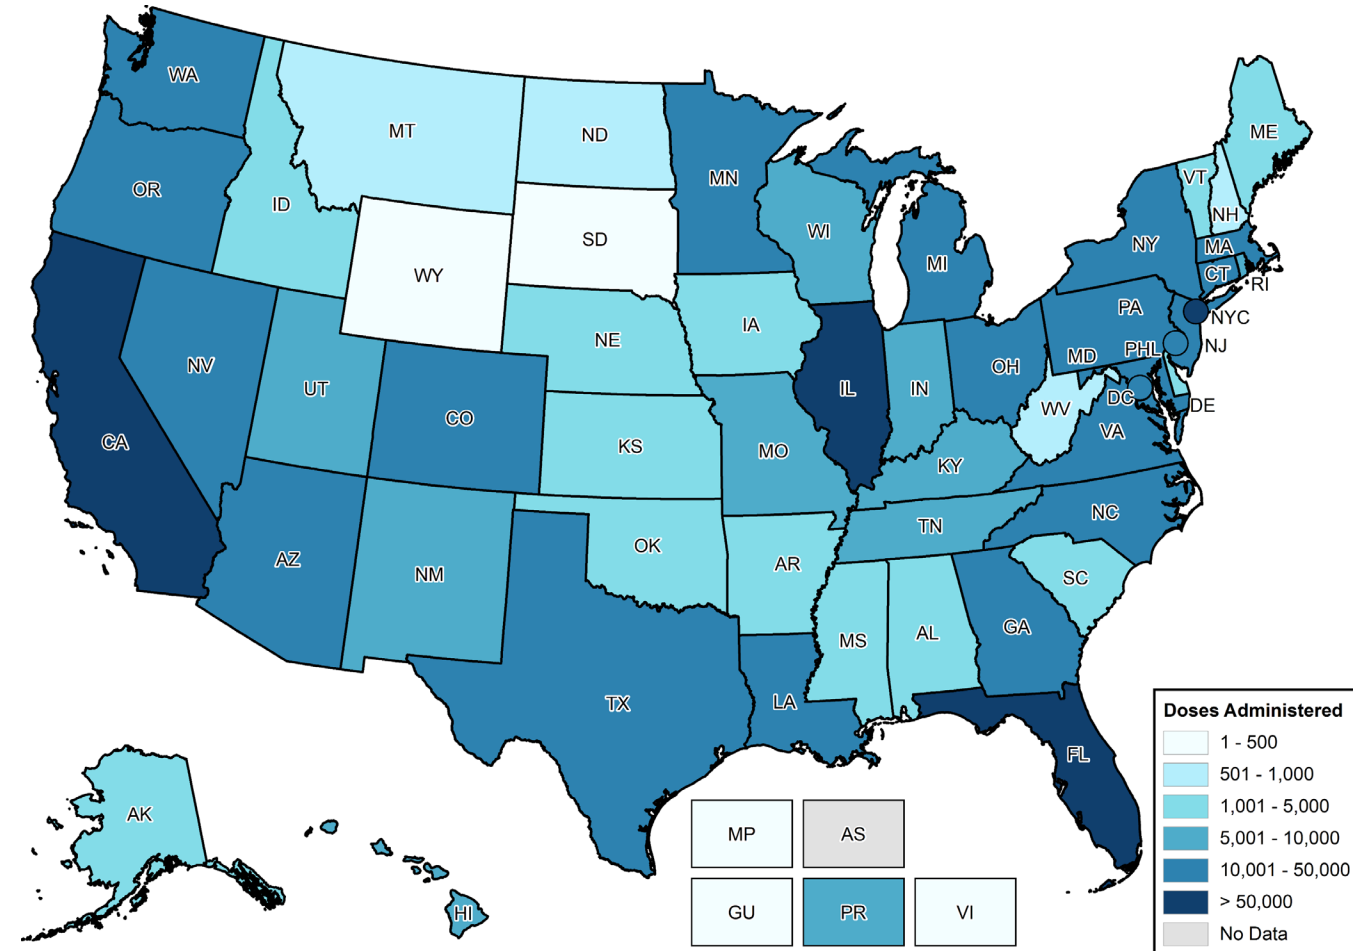 WA
MT
ND
MN
ME
VT
NH
OR
ID
SD
WI
MI
NY
MA
CT
RI
WY
IA
PA
NYC
NE
PHL
NJ
NV
UT
CO
IL
IN
OH
MD
DC
DE
CA
KS
MO
WV
VA
KY
NC
TN
AZ
NM
OK
AR
SC
MS
AL
GA
TX
LA
FL
AK
HI
MP
AS
GU
PR
VI
Doses Administered
1 - 500
501 - 1,000
1,001 - 5,000
5,001 - 10,000
10,001 - 50,000
> 50,000
No Data